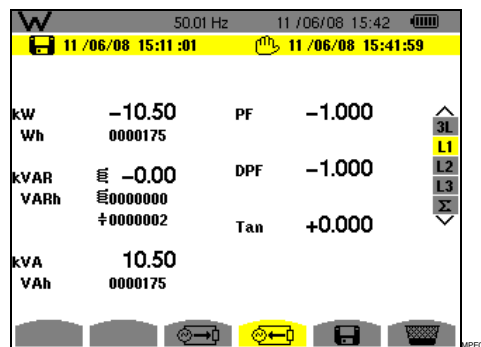 W 50.01 Hz 11/06/08 15:42
11/06/08 15:11:01 11/06/08 15:41:59
kW -10.50 PF -1.000
Wh 0000175
3L
L1
kVAR -0.00 DPF -1.000
L2
VARh 0000000
L3
Σ
0000002
Tan +0.000
kVA 10.50
VAh 0000175